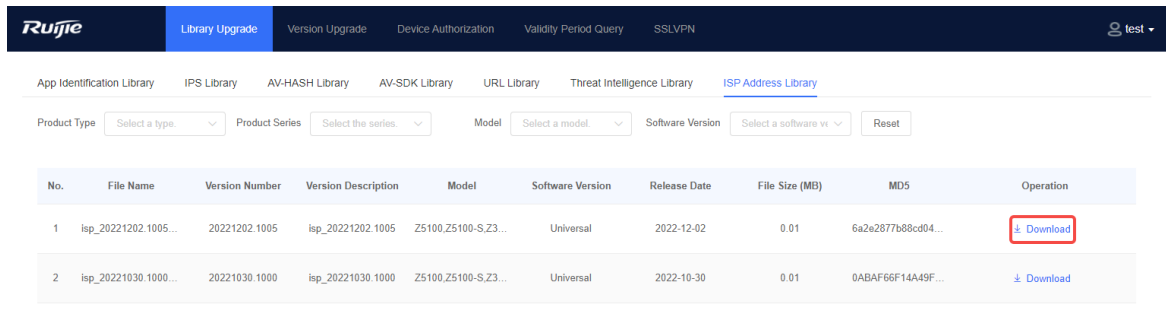 Ruijie Library Upgrade Version Upgrade Device Authorization Validity Period Query SSLVPN test
App Identification Library IPS Library AV-HASH Library AV-SDK Library URL Library Threat Intelligence Library ISP Address Library
Product Type Select a type. Product Series Select the series. Model Select a model. Software Version Select a software ve Reset
No. File Name Version Number Version Description Model Software Version Release Date File Size (MB) MD5 Operation
1 isp_20221202.1005... 20221202.1005 isp_20221202.1005 Z5100,Z5100-S,Z3... Universal 2022-12-02 0.01 6a2e2877b88cd04... Download
2 isp_20221030.1000... 20221030.1000 isp_20221030.1000 Z5100,Z5100-S,Z3... Universal 2022-10-30 0.01 0ABAF66F14A49F... Download